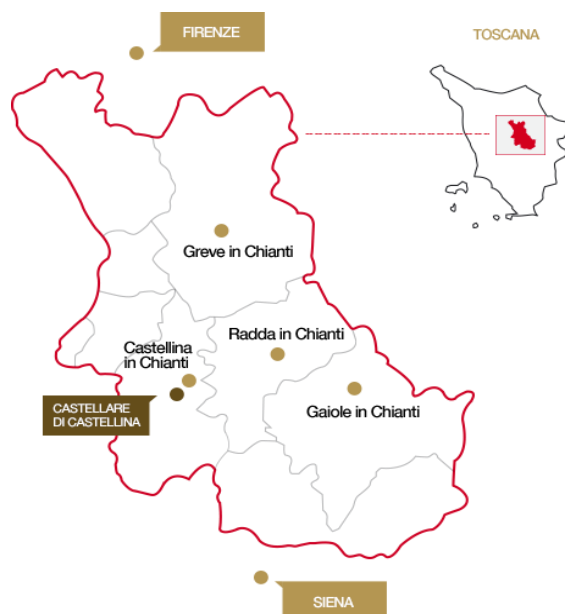 FIRENZE
TOSCANA
Greve in Chianti
Castellina
in Chianti
Radda in Chianti
CASTELLARE
DI CASTELLINA
Gaiole in Chianti
SIENA